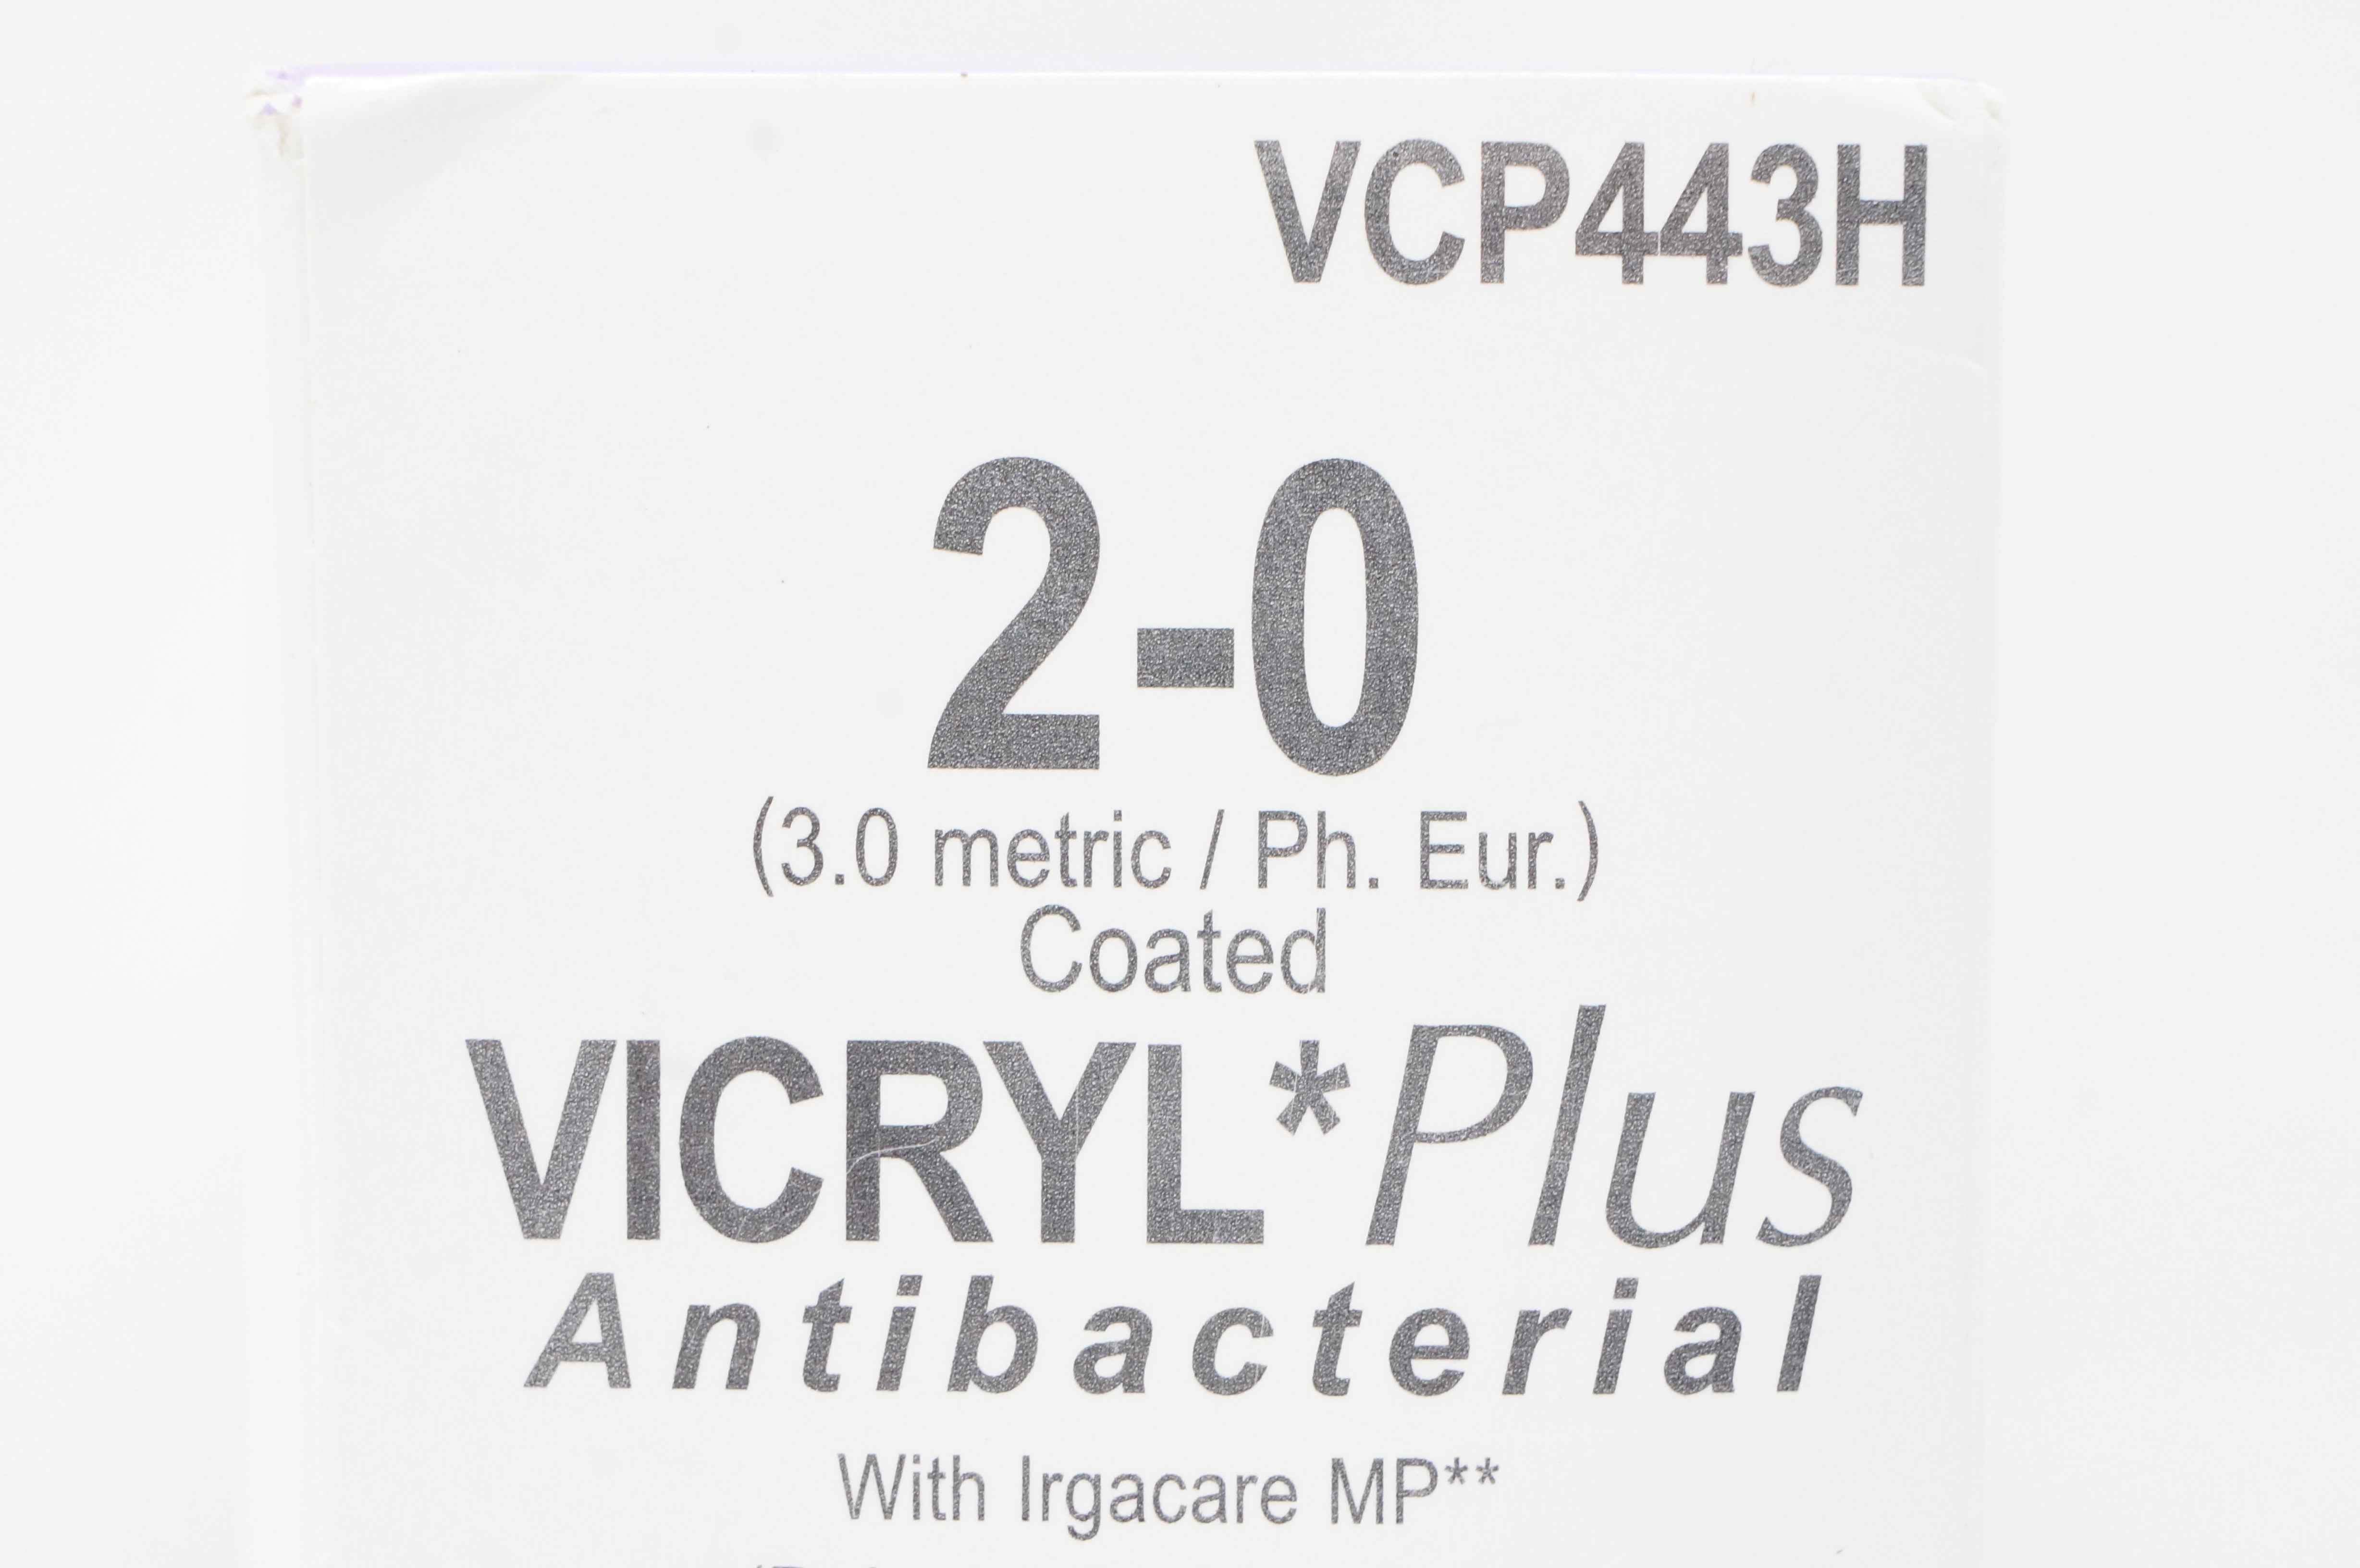 VCP443H
2-0
(3.0 metric / Ph. Eur.)
Coated
VICRYL*Plus
Antibacterial
With Irgacare MP**